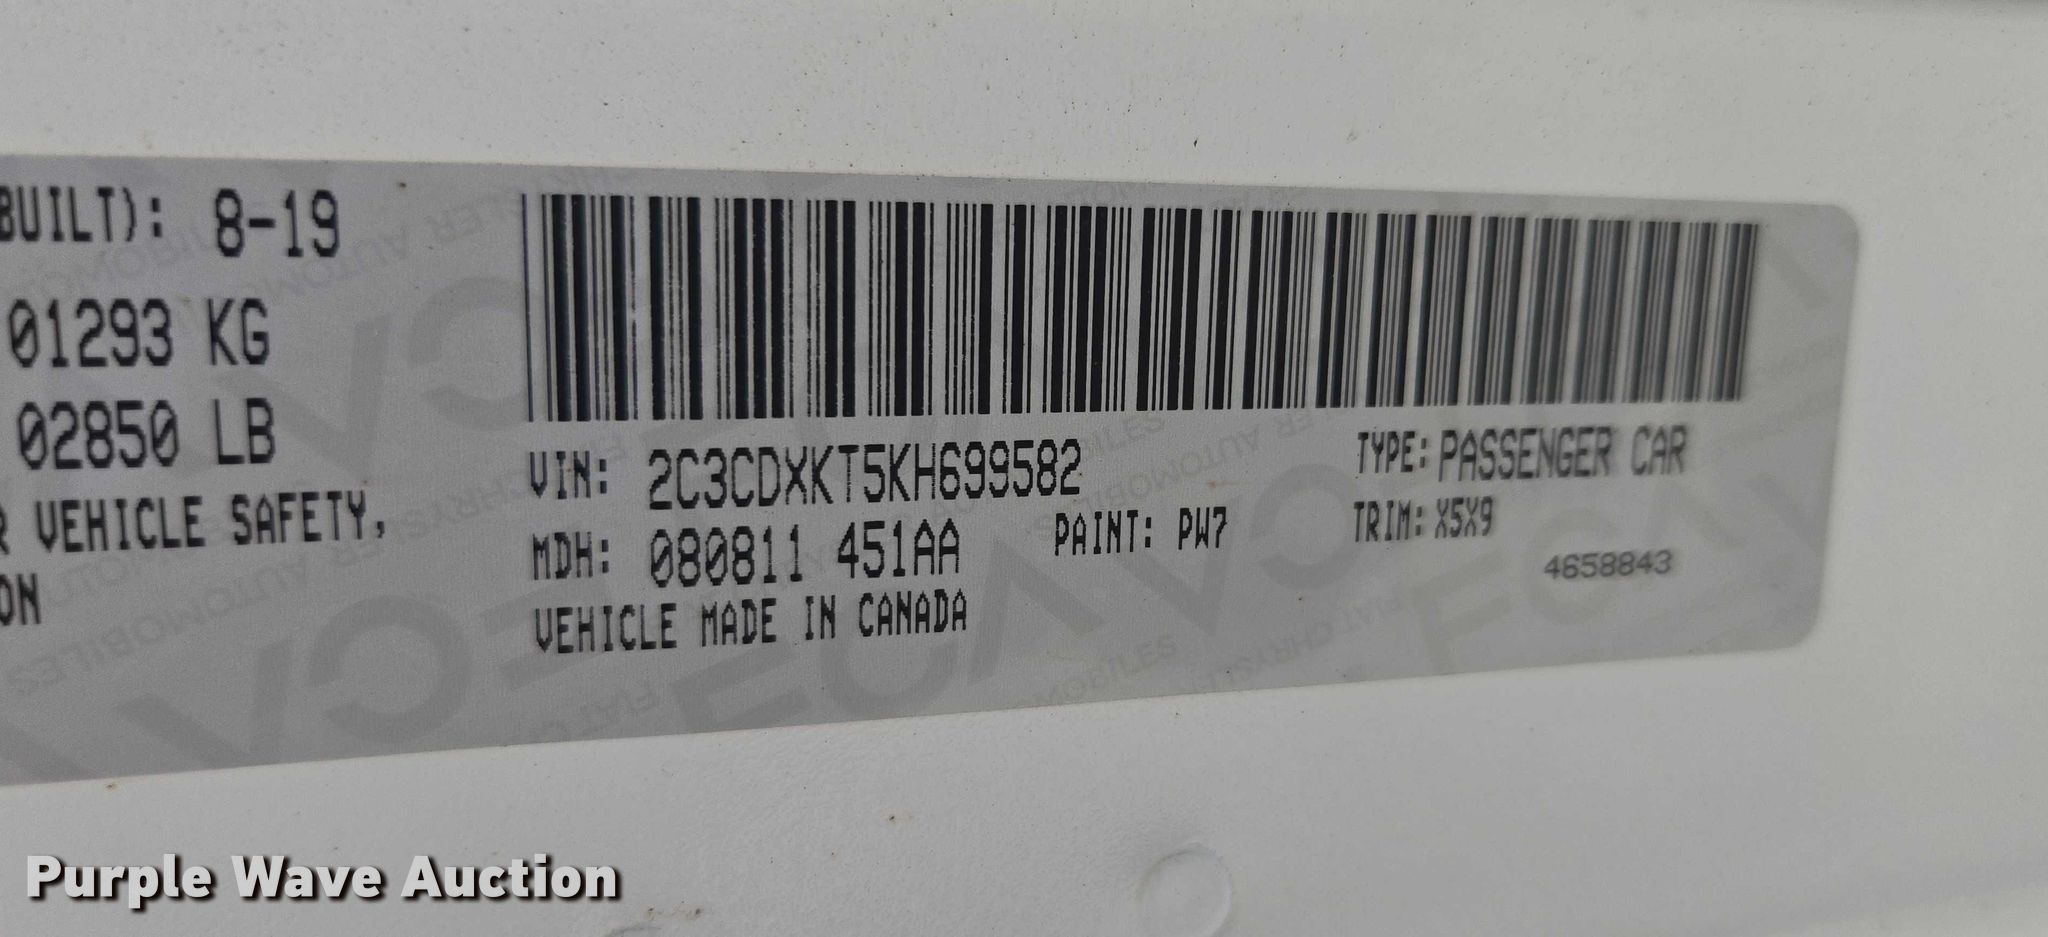 BUILT): 8-19
01293 KG
02850 LB
VEHICLE SAFETY,
ON
VIN: 2C3CDXKT5KH699582
MDH: 080811 451AA
PAINT: PW7
VEHICLE MADE IN CANADA
TYPE: PASSENGER CAR
TRIM: X5X9
4658843
Purple Wave Auction